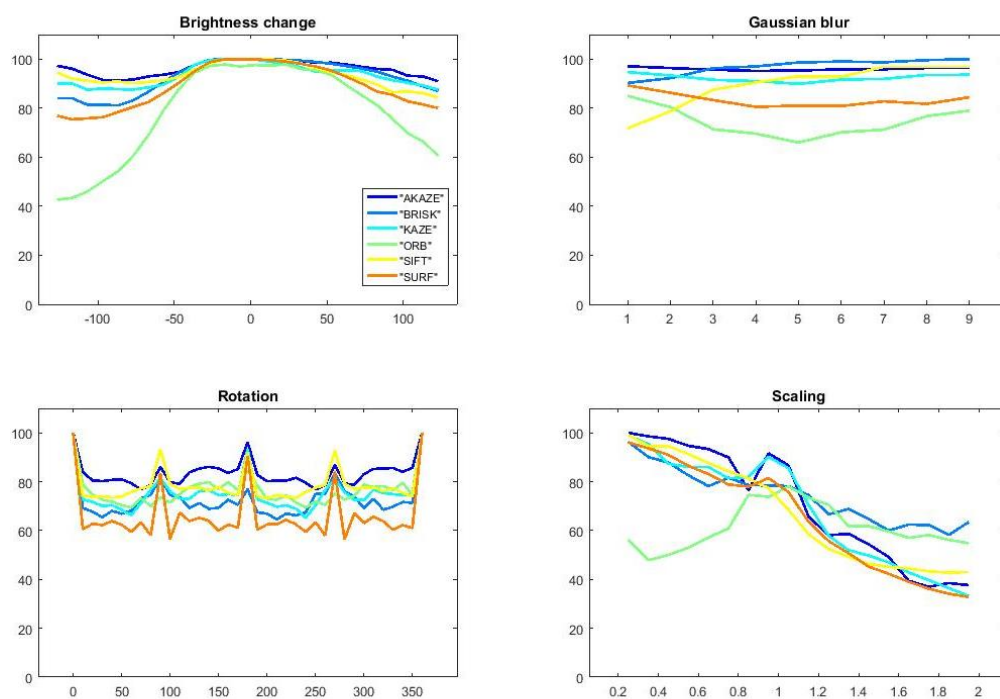 Brightness change
100
80
60
40
20
0
-100 -50 0 50 100
"AKAZE"
"BRISK"
"KAZE"
"ORB"
"SIFT"
"SURF"
Gaussian blur
100
80
60
40
20
0
1 2 3 4 5 6 7 8 9
Rotation
100
80
60
40
20
0
0 50 100 150 200 250 300 350
Scaling
100
80
60
40
20
0
0.2 0.4 0.6 0.8 1 1.2 1.4 1.6 1.8 2